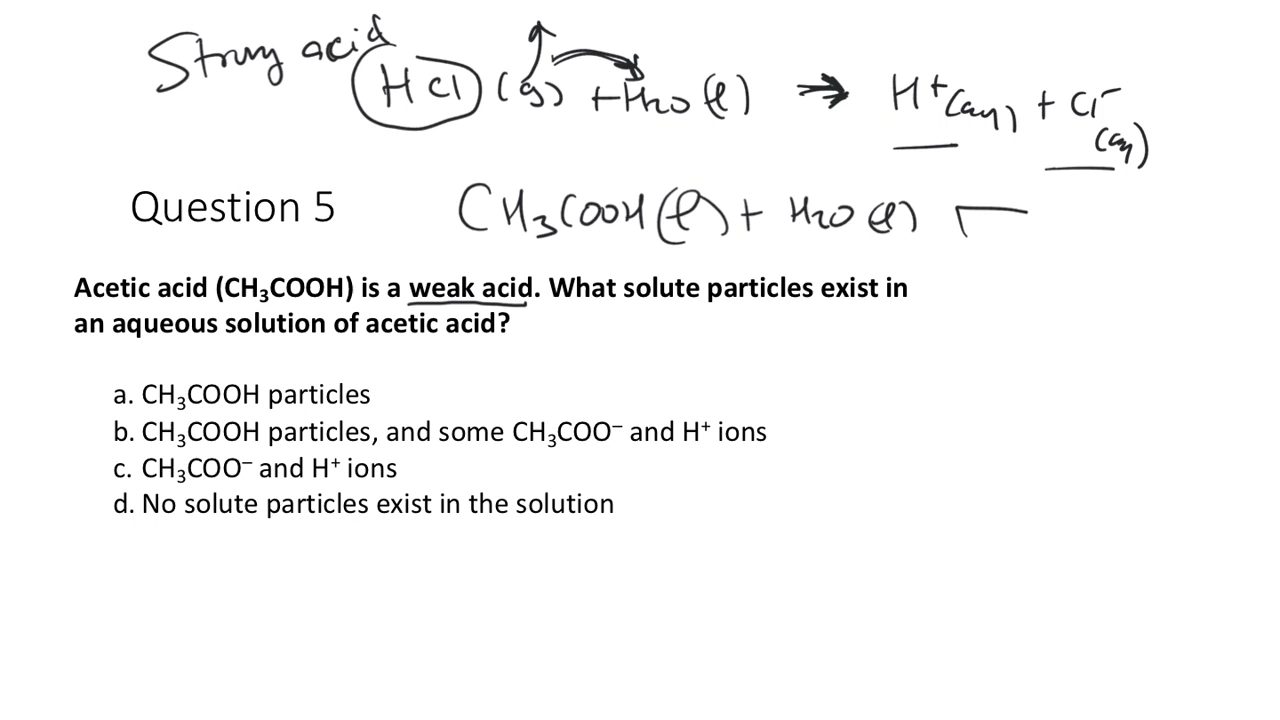 Strong acid
HCl (g) + H2O (l) → H+(aq) + Cl-(aq)
Question 5
CH3COOH (l) + H2O (l)
Acetic acid (CH₃COOH) is a weak acid. What solute particles exist in
an aqueous solution of acetic acid?
a. CH₃COOH particles
b. CH₃COOH particles, and some CH₃COO⁻ and H⁺ ions
c. CH₃COO⁻ and H⁺ ions
d. No solute particles exist in the solution